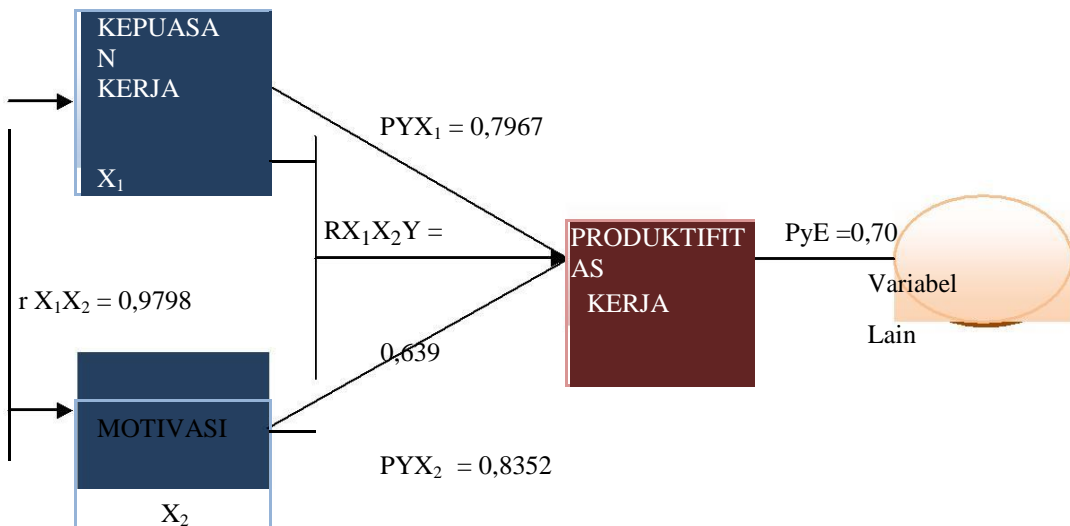 KEPUASA
N
KERJA
X₁
PYX₁ = 0,7967
RX₁X₂Y =
r X₁X₂ = 0,9798
PRODUKTIFIT
AS
KERJA
PyE =0,70
Variabel
Lain
0,639
MOTIVASI
PYX₂ = 0,8352
X₂